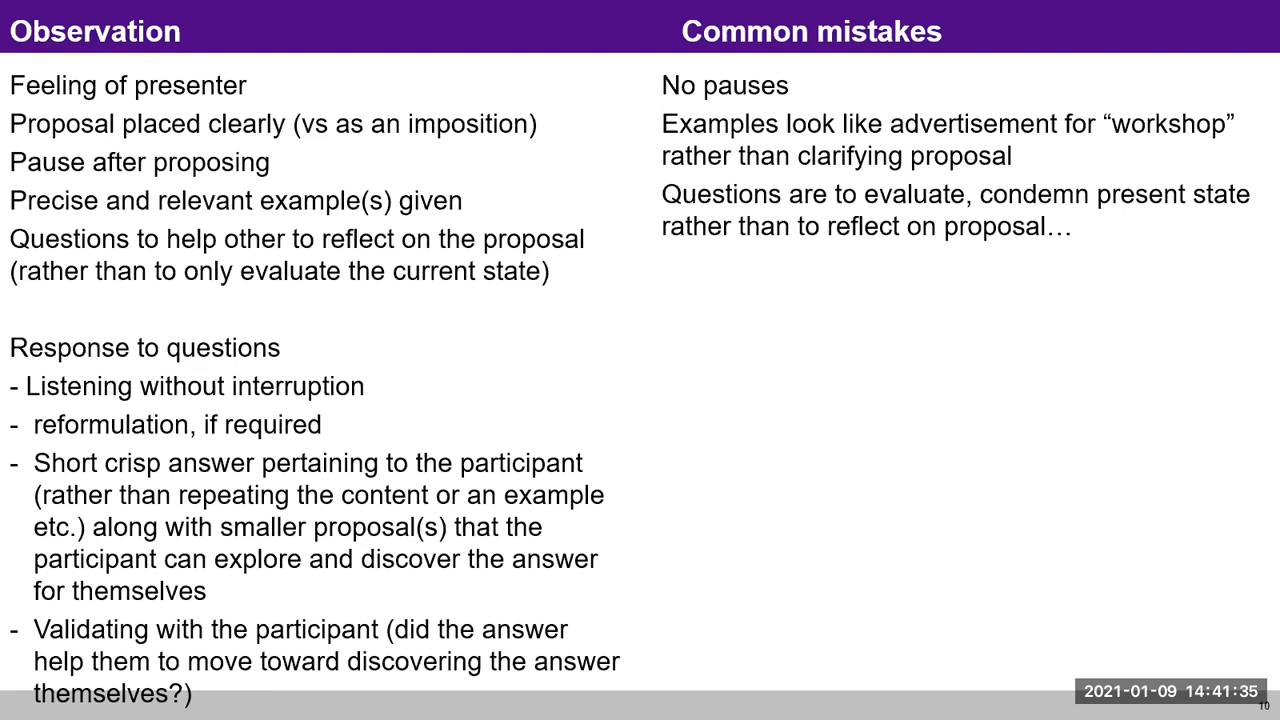 Observation
Common mistakes
Feeling of presenter
Proposal placed clearly (vs as an imposition)
Pause after proposing
Precise and relevant example(s) given
Questions to help other to reflect on the proposal
(rather than to only evaluate the current state)
Response to questions
- Listening without interruption
- reformulation, if required
- Short crisp answer pertaining to the participant
(rather than repeating the content or an example
etc.) along with smaller proposal(s) that the
participant can explore and discover the answer
for themselves
- Validating with the participant (did the answer
help them to move toward discovering the answer
themselves?)
No pauses
Examples look like advertisement for “workshop”
rather than clarifying proposal
Questions are to evaluate, condemn present state
rather than to reflect on proposal…
2021-01-09 14:41:35
10